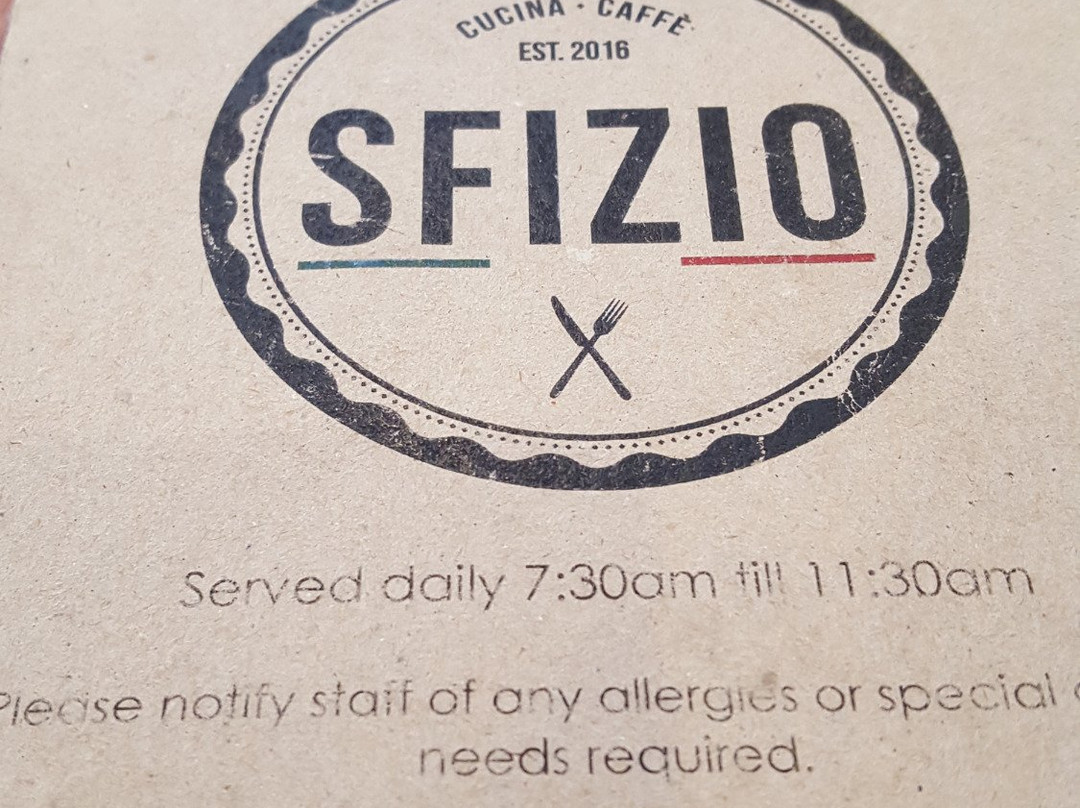 CUCINA · CAFFÈ
EST. 2016
SFIZIO
Served daily 7:30am till 11:30am
Please notify staff of any allergies or special
needs required.